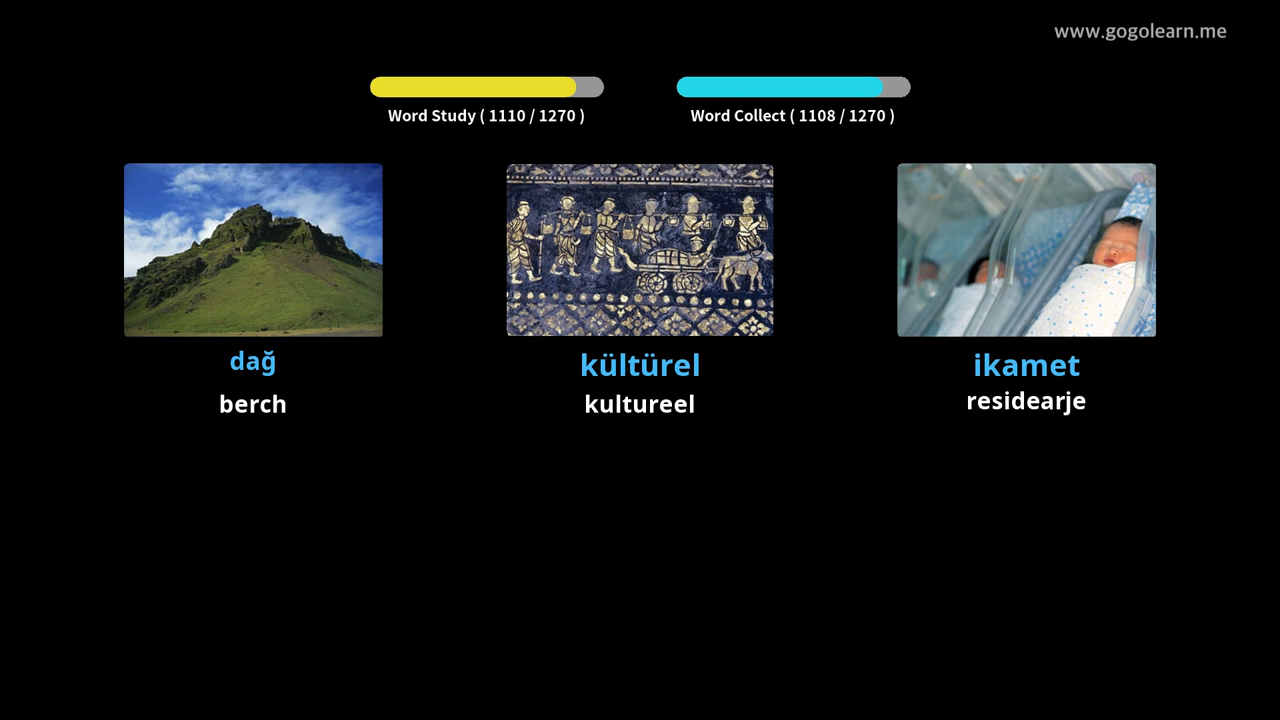 www.gogolearn.me
Word Study ( 1110 / 1270 )
Word Collect ( 1108 / 1270 )
dağ
kültürel
ikamet
berch
kultureel
residearje